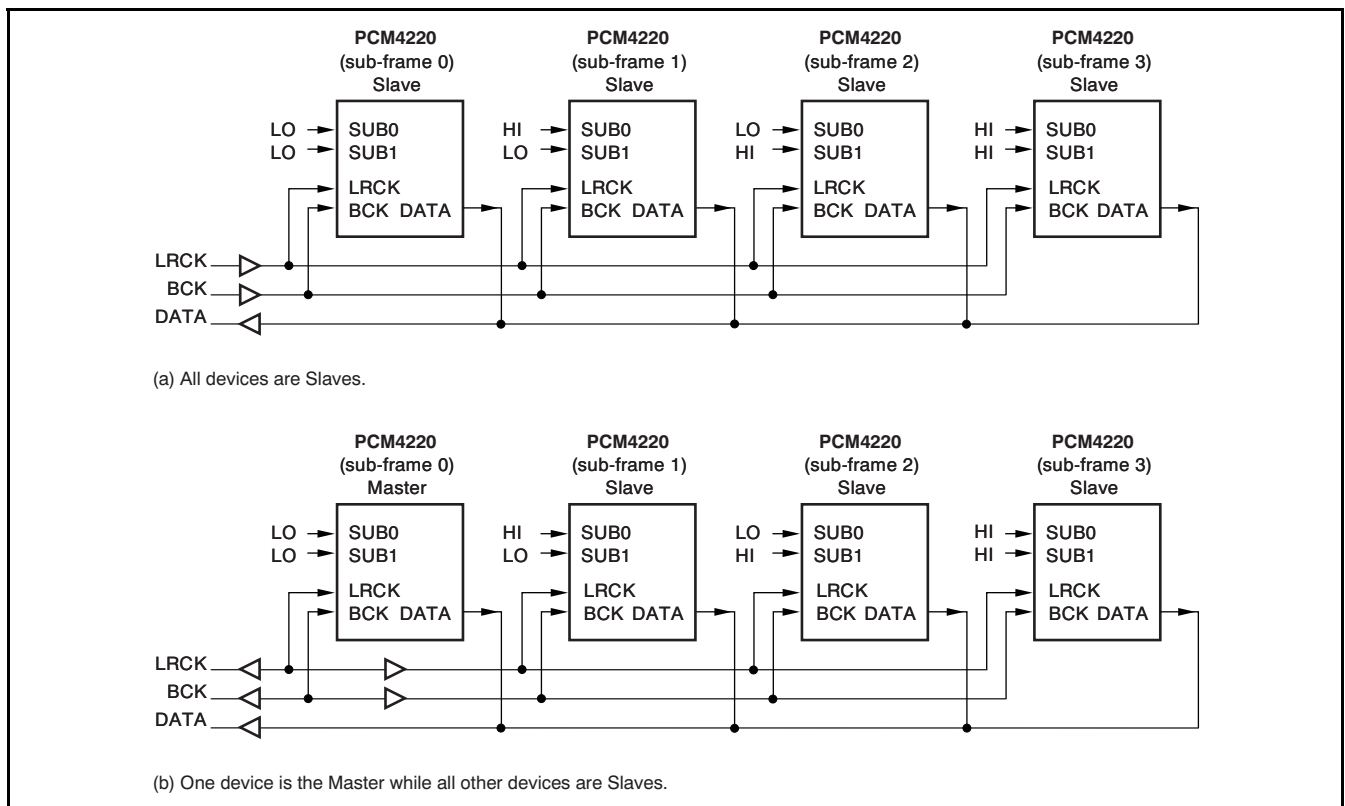 PCM4220 PCM4220 PCM4220 PCM4220
(sub-frame 0) (sub-frame 1) (sub-frame 2) (sub-frame 3)
Slave Slave Slave Slave
LO SUB0 HI SUB0 LO SUB0 HI SUB0
LO SUB1 LO SUB1 HI SUB1 HI SUB1
LRCK LRCK LRCK LRCK
BCK DATA BCK DATA BCK DATA BCK DATA
LRCK
BCK
DATA
(a) All devices are Slaves.
PCM4220 PCM4220 PCM4220 PCM4220
(sub-frame 0) (sub-frame 1) (sub-frame 2) (sub-frame 3)
Master Slave Slave Slave
LO SUB0 HI SUB0 LO SUB0 HI SUB0
LO SUB1 LO SUB1 HI SUB1 HI SUB1
LRCK LRCK LRCK LRCK
BCK DATA BCK DATA BCK DATA BCK DATA
LRCK
BCK
DATA
(b) One device is the Master while all other devices are Slaves.